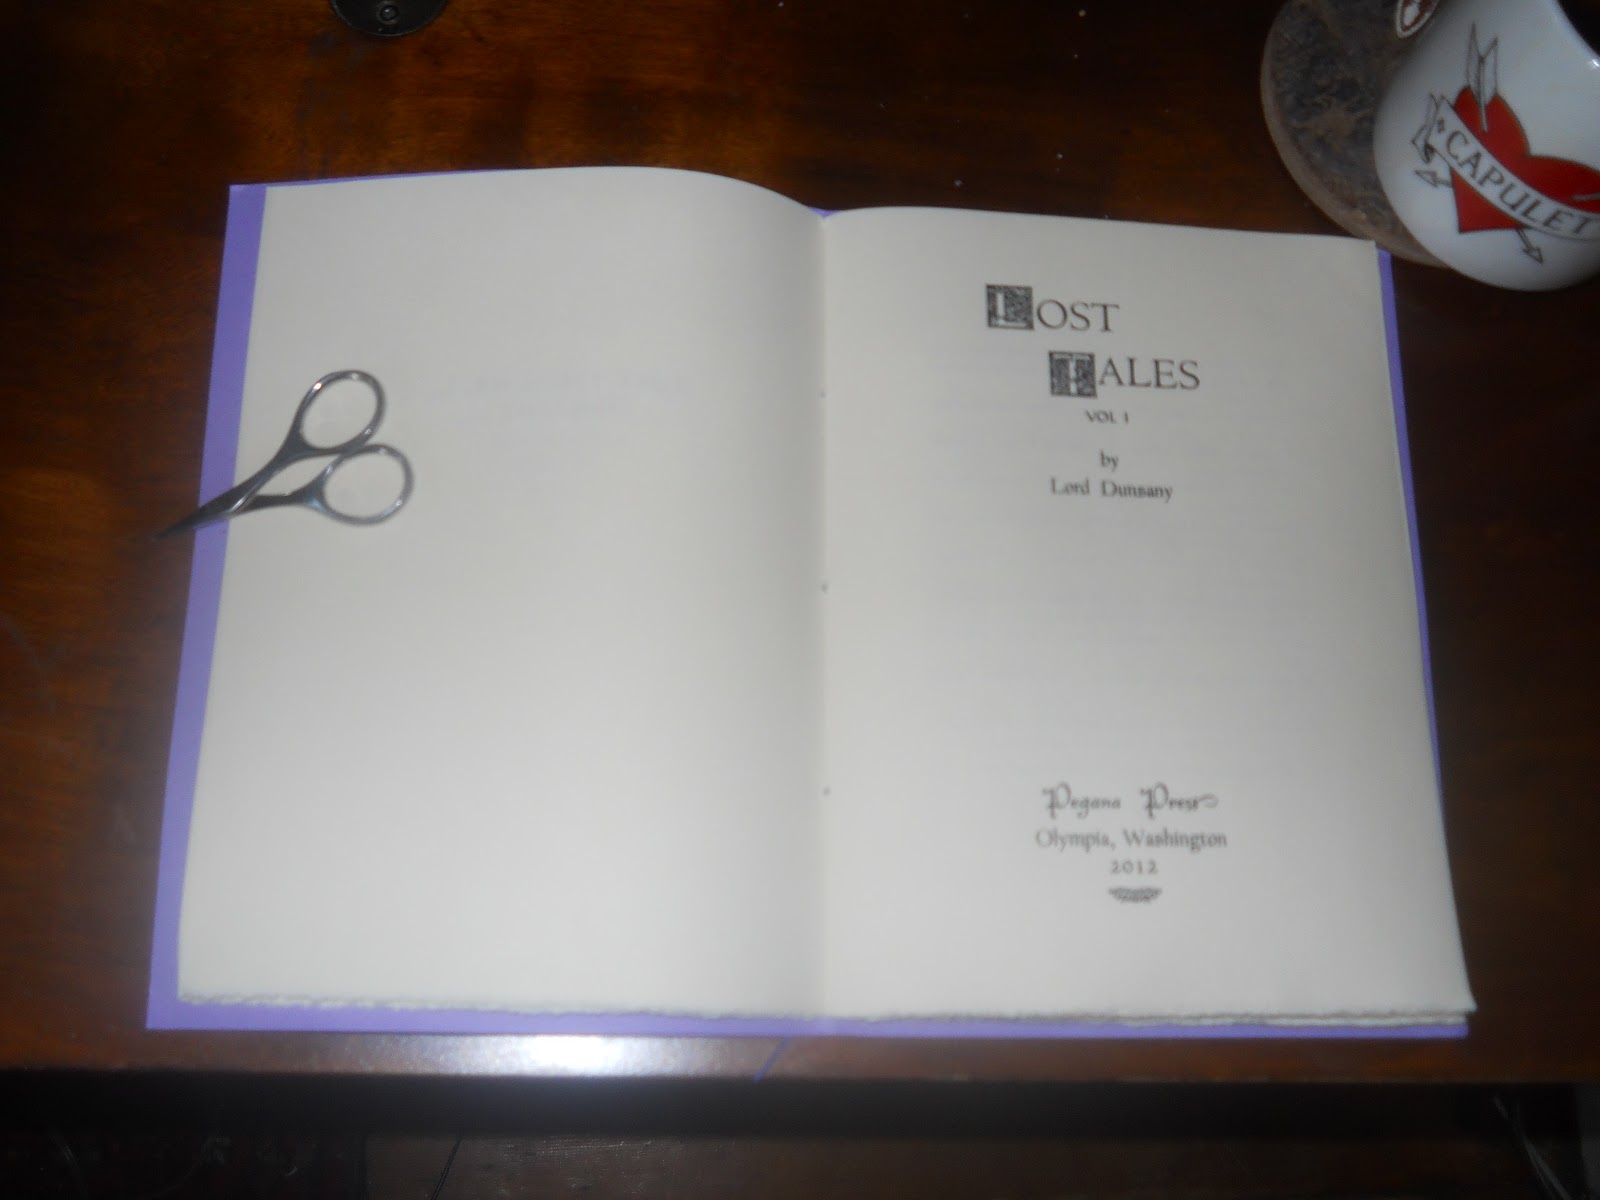 LOST
TALES
VOL I
by
Lord Dunsany
Pegana Press
Olympia, Washington
2012
CAPULET